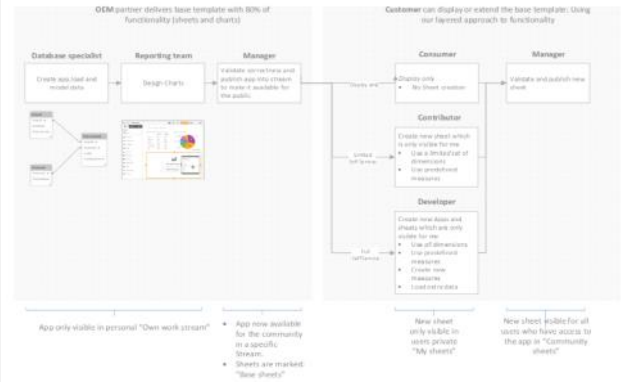 OEM partner delivers base template with 80% of
functionality (sheets and charts)
Customer can display or extend the base template: Using
our layered approach to functionality
Database specialist
Reporting team
Manager
Create app, load and
model data
Design Charts
Validate correctness and
publish app into stream
to make it available for
the public
Consumer
Display only
• No Sheet creation
Manager
Validate and publish new
sheet
Contributor
Create new sheet which
is only visible for me
• Use a limited set of
dimensions
• Use predefined
measures
Limited
Developer
Create new Apps and
sheets which are only
visible for me
• Use of dimensions
• Use predefined
measures
• Create new
measures
• Load extra data
Full
App only visible in personal "Own work stream"
• App now available
for the community
in a specific
Stream.
• Sheets are marked
"Base sheets"
New sheet
only visible in
users private
"My sheets"
New sheet visible for all
users who have access to
the app in "Community
sheets"